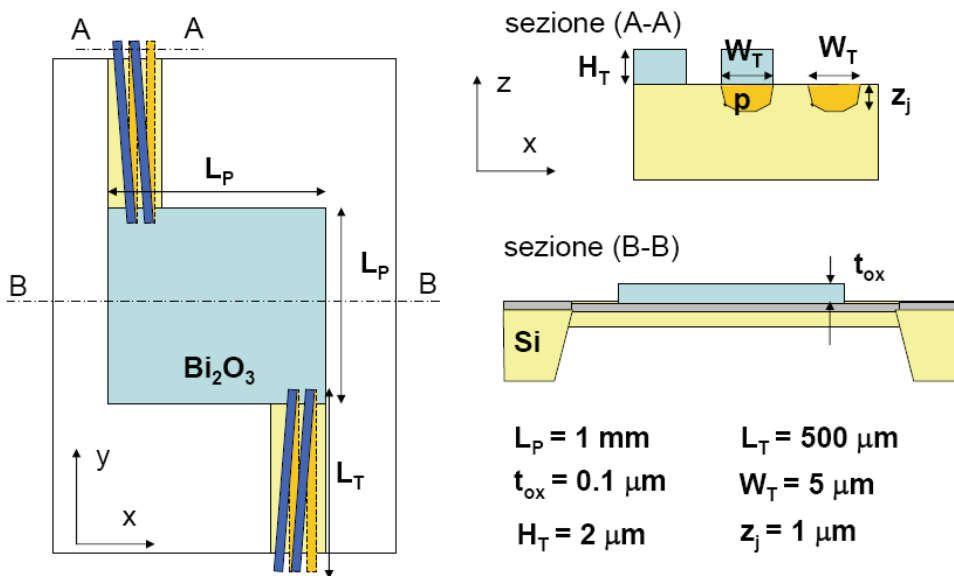 A A
B B
L_P
L_P
Bi₂O₃
L_T
y
x
sezione (A-A)
H_T
W_T W_T
p
z_j
z
x
sezione (B-B)
t_ox
Si
L_P = 1 mm L_T = 500 μm
t_ox = 0.1 μm W_T = 5 μm
H_T = 2 μm z_j = 1 μm